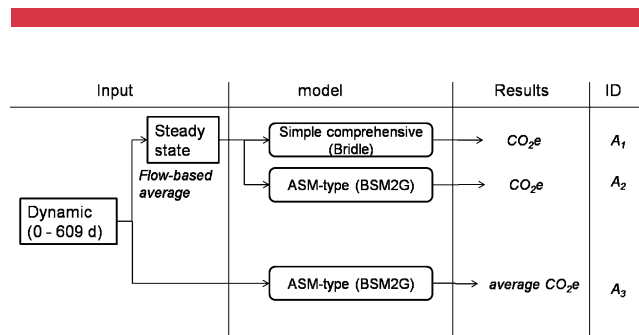 Input model Results ID
Steady state
Flow-based average
Simple comprehensive (Bridle)
CO2e
A1
ASM-type (BSM2G)
CO2e
A2
Dynamic (0 - 609 d)
ASM-type (BSM2G)
average CO2e
A3